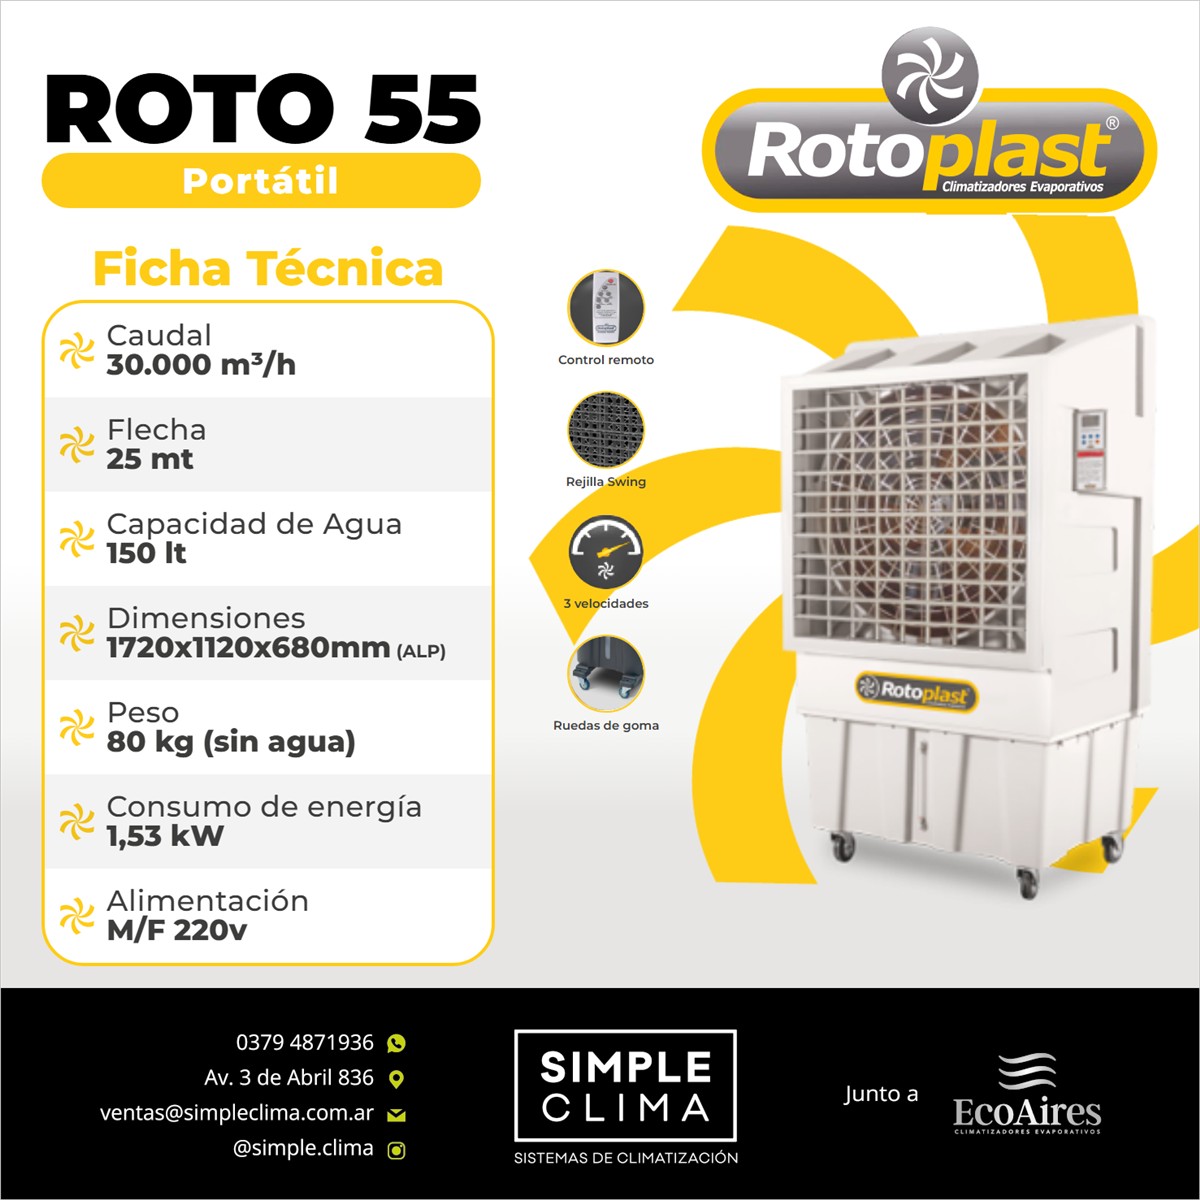 ROTO 55
Portátil
Rotoplast®
Climatizadores Evaporativos
Ficha Técnica
Caudal
30.000 m³/h
Flecha
25 mt
Capacidad de Agua
150 lt
Dimensiones
1720x1120x680mm (ALP)
Peso
80 kg (sin agua)
Consumo de energía
1,53 kW
Alimentación
M/F 220v
Control remoto
Rejilla Swing
3 velocidades
Ruedas de goma
Rotoplast
0379 4871936
Av. 3 de Abril 836
ventas@simpleclima.com.ar
@simple.clima
SIMPLE
CLIMA
SISTEMAS DE CLIMATIZACIÓN
Junto a
EcoAires
CLIMATIZADORES EVAPORATIVOS